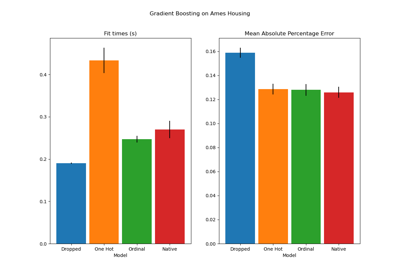 Gradient Boosting on Ames Housing
Fit times (s)
0.4
0.3
0.2
0.1
0.0
Dropped One Hot Ordinal Native
Model
Mean Absolute Percentage Error
0.16
0.14
0.12
0.10
0.08
0.06
0.04
0.02
0.00
Dropped One Hot Ordinal Native
Model